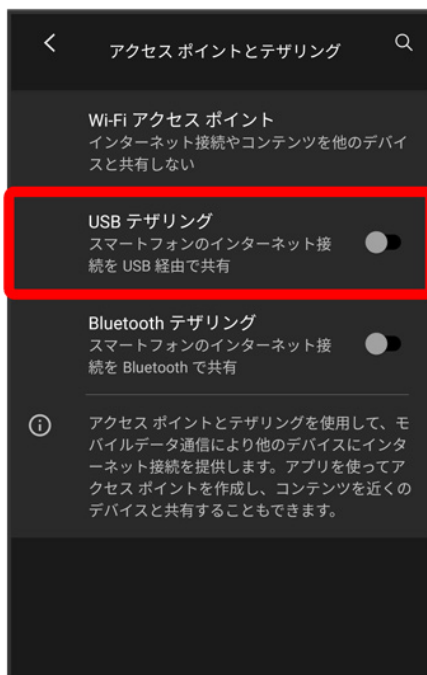 アクセス ポイントとテザリング
Wi-Fi アクセス ポイント
インターネット接続やコンテンツを他のデバイ
スと共有しない
USB テザリング
スマートフォンのインターネット接
続を USB 経由で共有
Bluetooth テザリング
スマートフォンのインターネット接
続を Bluetooth で共有
アクセス ポイントとテザリングを使用して、モ
バイルデータ通信により他のデバイスにインタ
ーネット接続を提供します。アプリを使ってア
クセス ポイントを作成し、コンテンツを近くの
デバイスと共有することもできます。